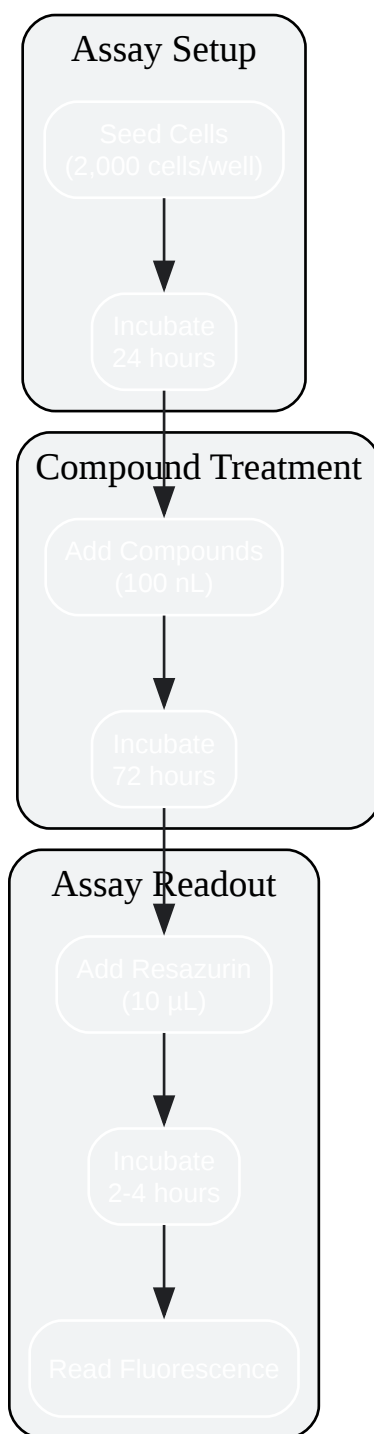 Assay Setup
Seed Cells
(2,000 cells/well)
Incubate
24 hours
Compound Treatment
Add Compounds
(100 nL)
Incubate
72 hours
Assay Readout
Add Resazurin
(10 µL)
Incubate
2-4 hours
Read Fluorescence